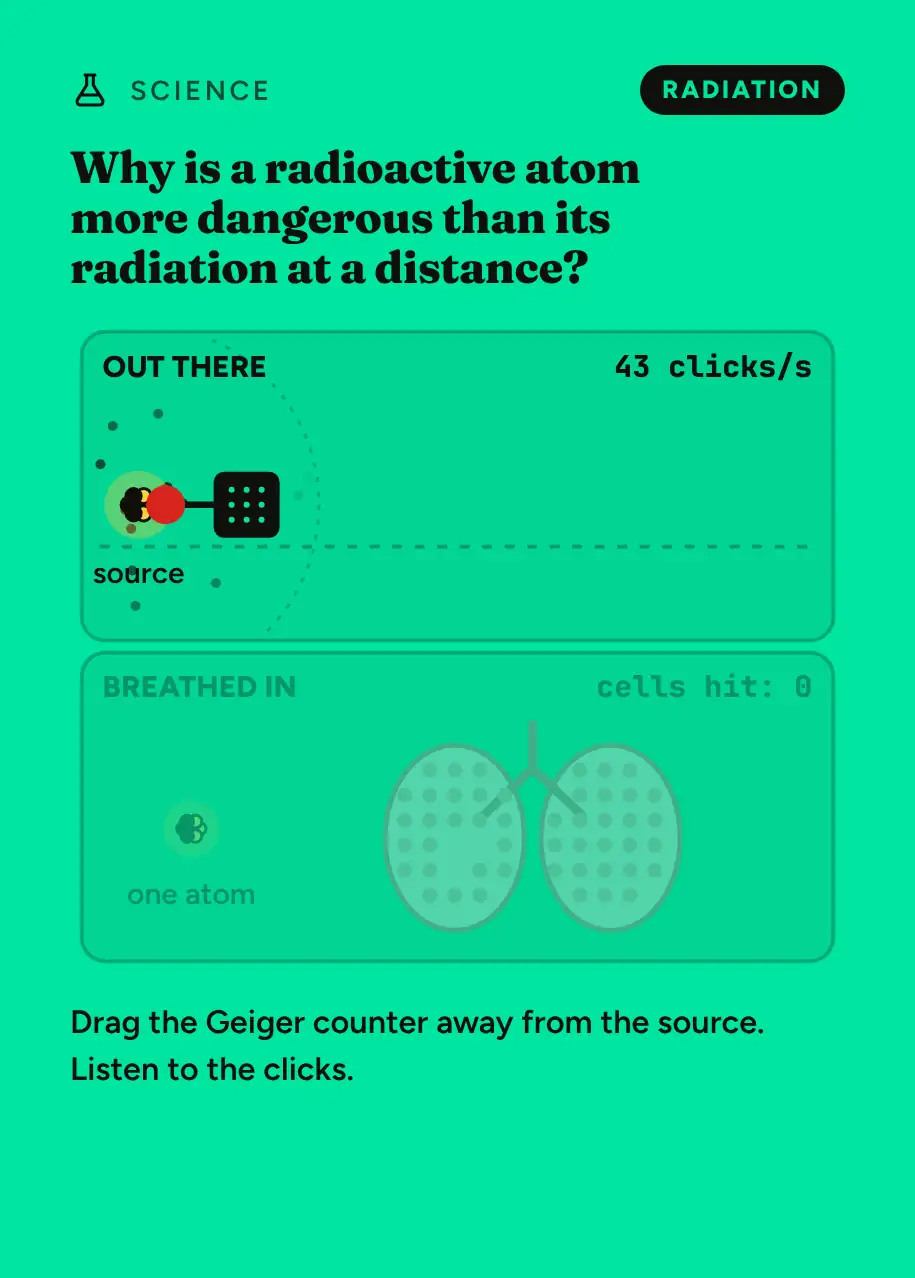 SCIENCE
RADIATION
Why is a radioactive atom
more dangerous than its
radiation at a distance?
OUT THERE
43 clicks/s
source
BREATHED IN
cells hit: 0
one atom
Drag the Geiger counter away from the source.
Listen to the clicks.